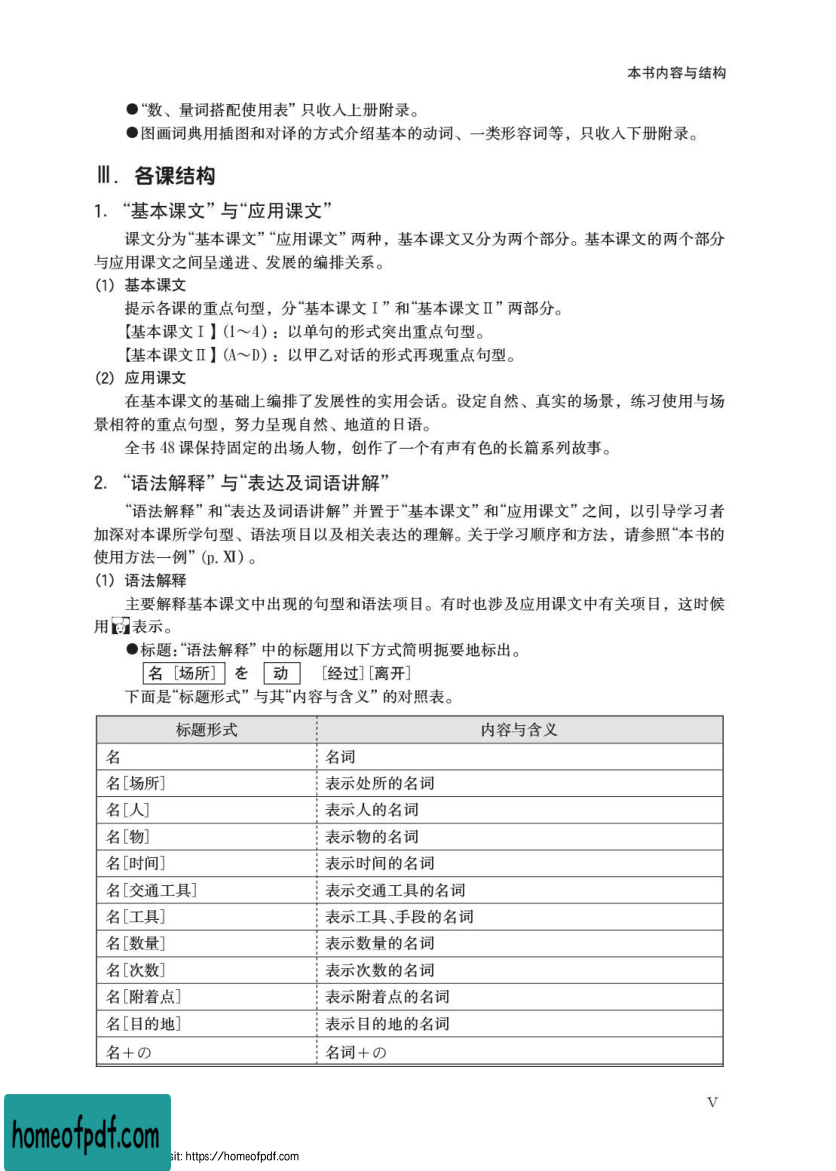 本书内容与结构
●“数、量词搭配使用表”只收入上册附录。
●图画词典用插图和对译的方式介绍基本的动词、一类形容词等，只收入下册附录。
Ⅲ. 各课结构
1. “基本课文”与“应用课文”
课文分为“基本课文”“应用课文”两种，基本课文又分为两个部分。基本课文的两个部分
与应用课文之间呈递进、发展的编排关系。
(1) 基本课文
提示各课的重点句型，分“基本课文Ⅰ”和“基本课文Ⅱ”两部分。
【基本课文Ⅰ】(1～4)：以单句的形式突出重点句型。
【基本课文Ⅱ】(A～D)：以甲乙对话的形式再现重点句型。
(2) 应用课文
在基本课文的基础上编排了发展性的实用会话。设定自然、真实的场景，练习使用与场
景相符的重点句型，努力呈现自然、地道的日语。
全书 48 课保持固定的出场人物，创作了一个有声有色的长篇系列故事。
2. “语法解释”与“表达及词语讲解”
“语法解释”和“表达及词语讲解”并置于“基本课文”和“应用课文”之间，以引导学习者
加深对本课所学句型、语法项目以及相关表达的理解。关于学习顺序和方法，请参照“本书的
使用方法一例”(p. Ⅺ)。
(1) 语法解释
主要解释基本课文中出现的句型和语法项目。有时也涉及应用课文中有关项目，这时候
用表示。
●标题：“语法解释”中的标题用以下方式简明扼要地标出。
名 [场所] を 动 [经过][离开]
下面是“标题形式”与其“内容与含义”的对照表。
标题形式 内容与含义
名 名词
名[场所] 表示处所的名词
名[人] 表示人的名词
名[物] 表示物的名词
名[时间] 表示时间的名词
名[交通工具] 表示交通工具的名词
名[工具] 表示工具、手段的名词
名[数量] 表示数量的名词
名[次数] 表示次数的名词
名[附着点] 表示附着点的名词
名[目的地] 表示目的地的名词
名＋の 名词＋の
V
homeofpdf.com
sit: https://homeofpdf.com